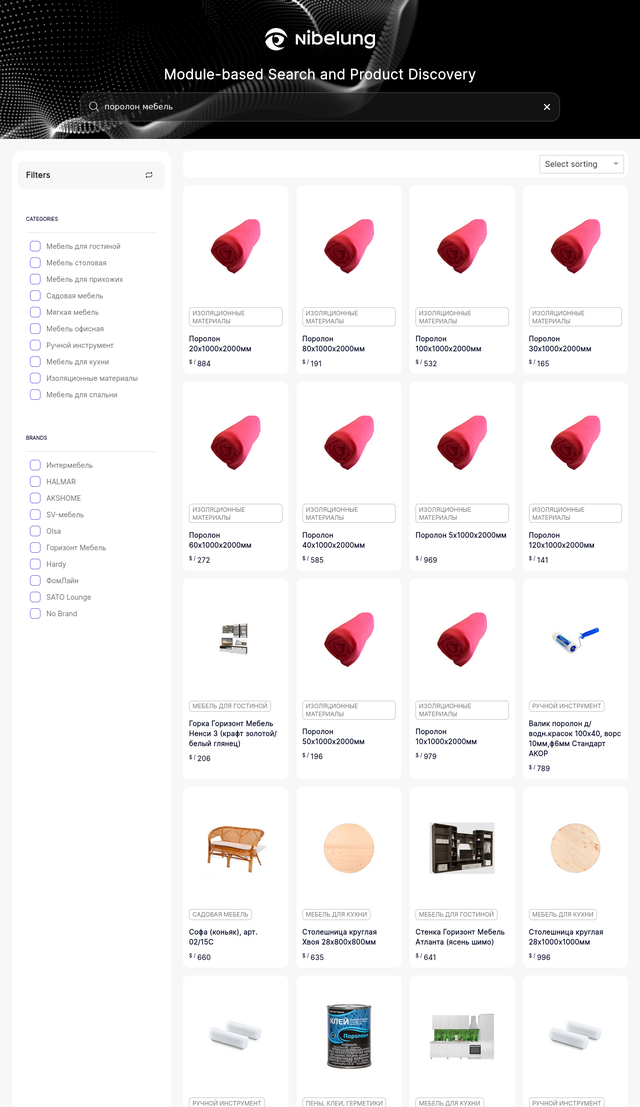 Nibelung
Module-based Search and Product Discovery
поролон мебель
Filters
Select sorting
CATEGORIES
Мебель для гостиной
Мебель столовая
Мебель для прихожих
Садовая мебель
Мягкая мебель
Мебель офисная
Ручной инструмент
Мебель для кухни
Изоляционные материалы
Мебель для спальни
BRANDS
Интермебель
HALMAR
AKSHOME
SV-мебель
Olsa
Горизонт Мебель
Hardy
ФомЛайн
SATO Lounge
No Brand
ИЗОЛЯЦИОННЫЕ
МАТЕРИАЛЫ
Поролон
20х1000х2000мм
$ / 884
ИЗОЛЯЦИОННЫЕ
МАТЕРИАЛЫ
Поролон
80х1000х2000мм
$ / 191
ИЗОЛЯЦИОННЫЕ
МАТЕРИАЛЫ
Поролон
100х1000х2000мм
$ / 532
ИЗОЛЯЦИОННЫЕ
МАТЕРИАЛЫ
Поролон
30х1000х2000мм
$ / 165
ИЗОЛЯЦИОННЫЕ
МАТЕРИАЛЫ
Поролон
60х1000х2000мм
$ / 272
ИЗОЛЯЦИОННЫЕ
МАТЕРИАЛЫ
Поролон
40х1000х2000мм
$ / 585
ИЗОЛЯЦИОННЫЕ
МАТЕРИАЛЫ
Поролон 5х1000х2000мм
$ / 969
ИЗОЛЯЦИОННЫЕ
МАТЕРИАЛЫ
Поролон
120х1000х2000мм
$ / 141
МЕБЕЛЬ ДЛЯ ГОСТИНОЙ
Горка Горизонт Мебель
Ненси 3 (крафт золотой/
белый глянец)
$ / 206
ИЗОЛЯЦИОННЫЕ
МАТЕРИАЛЫ
Поролон
50х1000х2000мм
$ / 196
ИЗОЛЯЦИОННЫЕ
МАТЕРИАЛЫ
Поролон
10х1000х2000мм
$ / 979
РУЧНОЙ ИНСТРУМЕНТ
Валик поролон д/
водн.красок 100х40, ворс
10мм,ф6мм Стандарт
АКОР
$ / 789
САДОВАЯ МЕБЕЛЬ
Софа (коньяк), арт.
02/15С
$ / 660
МЕБЕЛЬ ДЛЯ КУХНИ
Столешница круглая
Хвоя 28х800х800мм
$ / 635
МЕБЕЛЬ ДЛЯ ГОСТИНОЙ
Стенка Горизонт Мебель
Атланта (ясень шимо)
$ / 641
МЕБЕЛЬ ДЛЯ КУХНИ
Столешница круглая
28х1000х1000мм
$ / 996
КЛЕЙ
Поролона
РУЧНОЙ ИНСТРУМЕНТ
ПЕНЫ, КЛЕИ, ГЕРМЕТИКИ
МЕБЕЛЬ ДЛЯ КУХНИ
РУЧНОЙ ИНСТРУМЕНТ